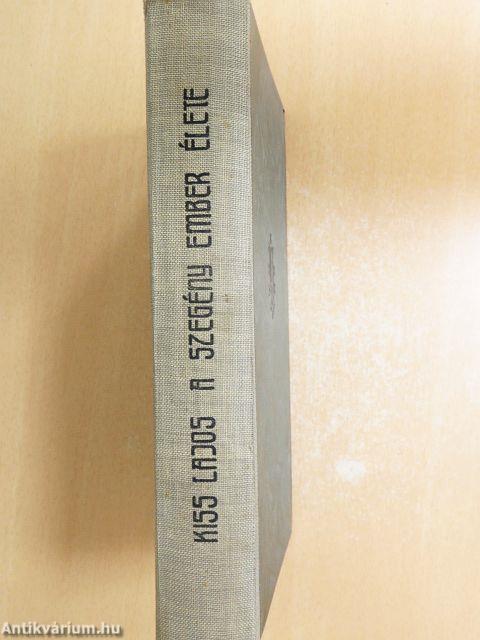 KISS LAJOS A SZEGÉNY EMBER ÉLETE
Antikvárium.hu